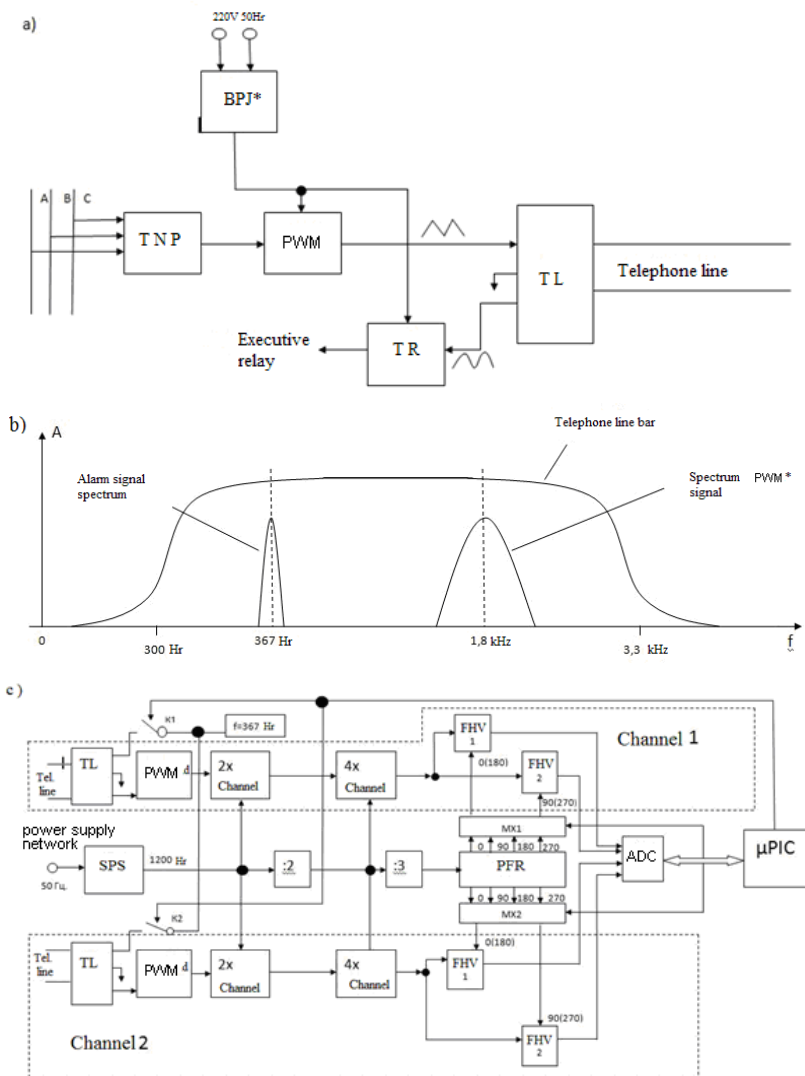 a)
220V 50Hr
BPJ*
A B C
T N P
PWM
T L
Telephone line
T R
Executive
relay
b)
A
Telephone line bar
Alarm signal
spectrum
Spectrum PWM *
signal
0
300 Hr
367 Hr
1,8 kHz
3,3 kHz
f
c )
K1
f=367 Hr
FHV
1
Channel 1
TL
Tel.
line
PWM d
2x
Channel
4x
Channel
0(180)
FHV
2
90(270)
power supply
network
MX1
0 90 180 270
SPS
1200 Hr
:2
:3
PFR
ADC
µPIC
50 Гц.
0 90 180 270
MX2
K2
0(180)
TL
Tel.
line
PWM d
2x
Channel
4x
Channel
FHV
1
90(270)
FHV
2
Channel 2